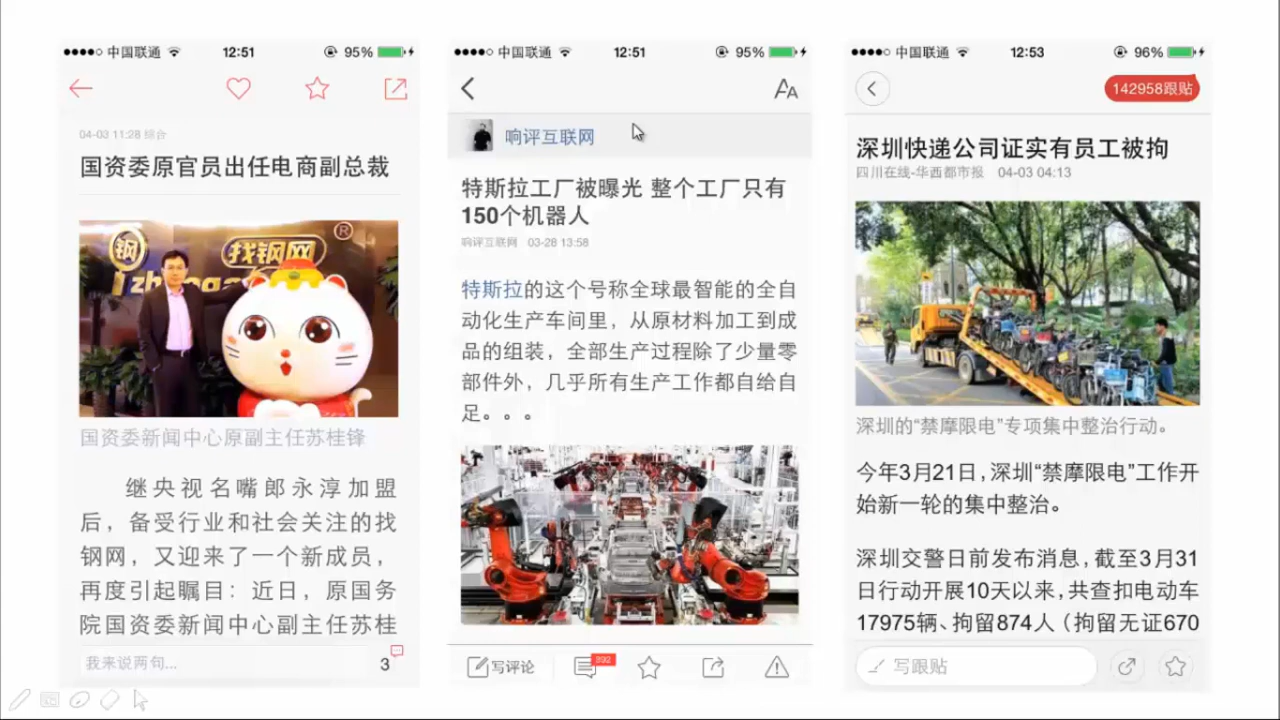 中国联通
12:51
95%
04-03 11:28 综合
国资委原官员出任电商副总裁
钢
找钢网
®
国资委新闻中心原副主任苏桂锋
继央视名嘴郎永淳加盟
后，备受行业和社会关注的找
钢网，又迎来了一个新成员，
再度引起瞩目：近日，原国务
院国资委新闻中心副主任苏桂
我来说两句...
3
中国联通
12:51
95%
AA
响评互联网
特斯拉工厂被曝光 整个工厂只有
150个机器人
响评互联网 03-28 13:58
特斯拉的这个号称全球最智能的全自
动化生产车间里，从原材料加工到成
品的组装，全部生产过程除了少量零
部件外，几乎所有生产工作都自给自
足。。。
写评论
392
中国联通
12:53
96%
142958跟贴
深圳快递公司证实有员工被拘
四川在线-华西都市报 04-03 04:13
深圳的“禁摩限电”专项集中整治行动。
今年3月21日，深圳“禁摩限电”工作开
始新一轮的集中整治。
深圳交警日前发布消息，截至3月31
日行动开展10天以来，共查扣电动车
17975辆、拘留874人（拘留无证670
写跟贴